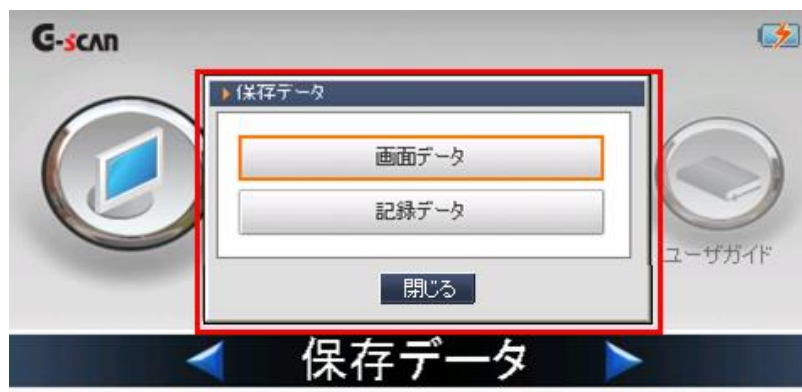 G-scan
保存データ
画面データ
記録データ
ユーザガイド
閉じる
保存データ